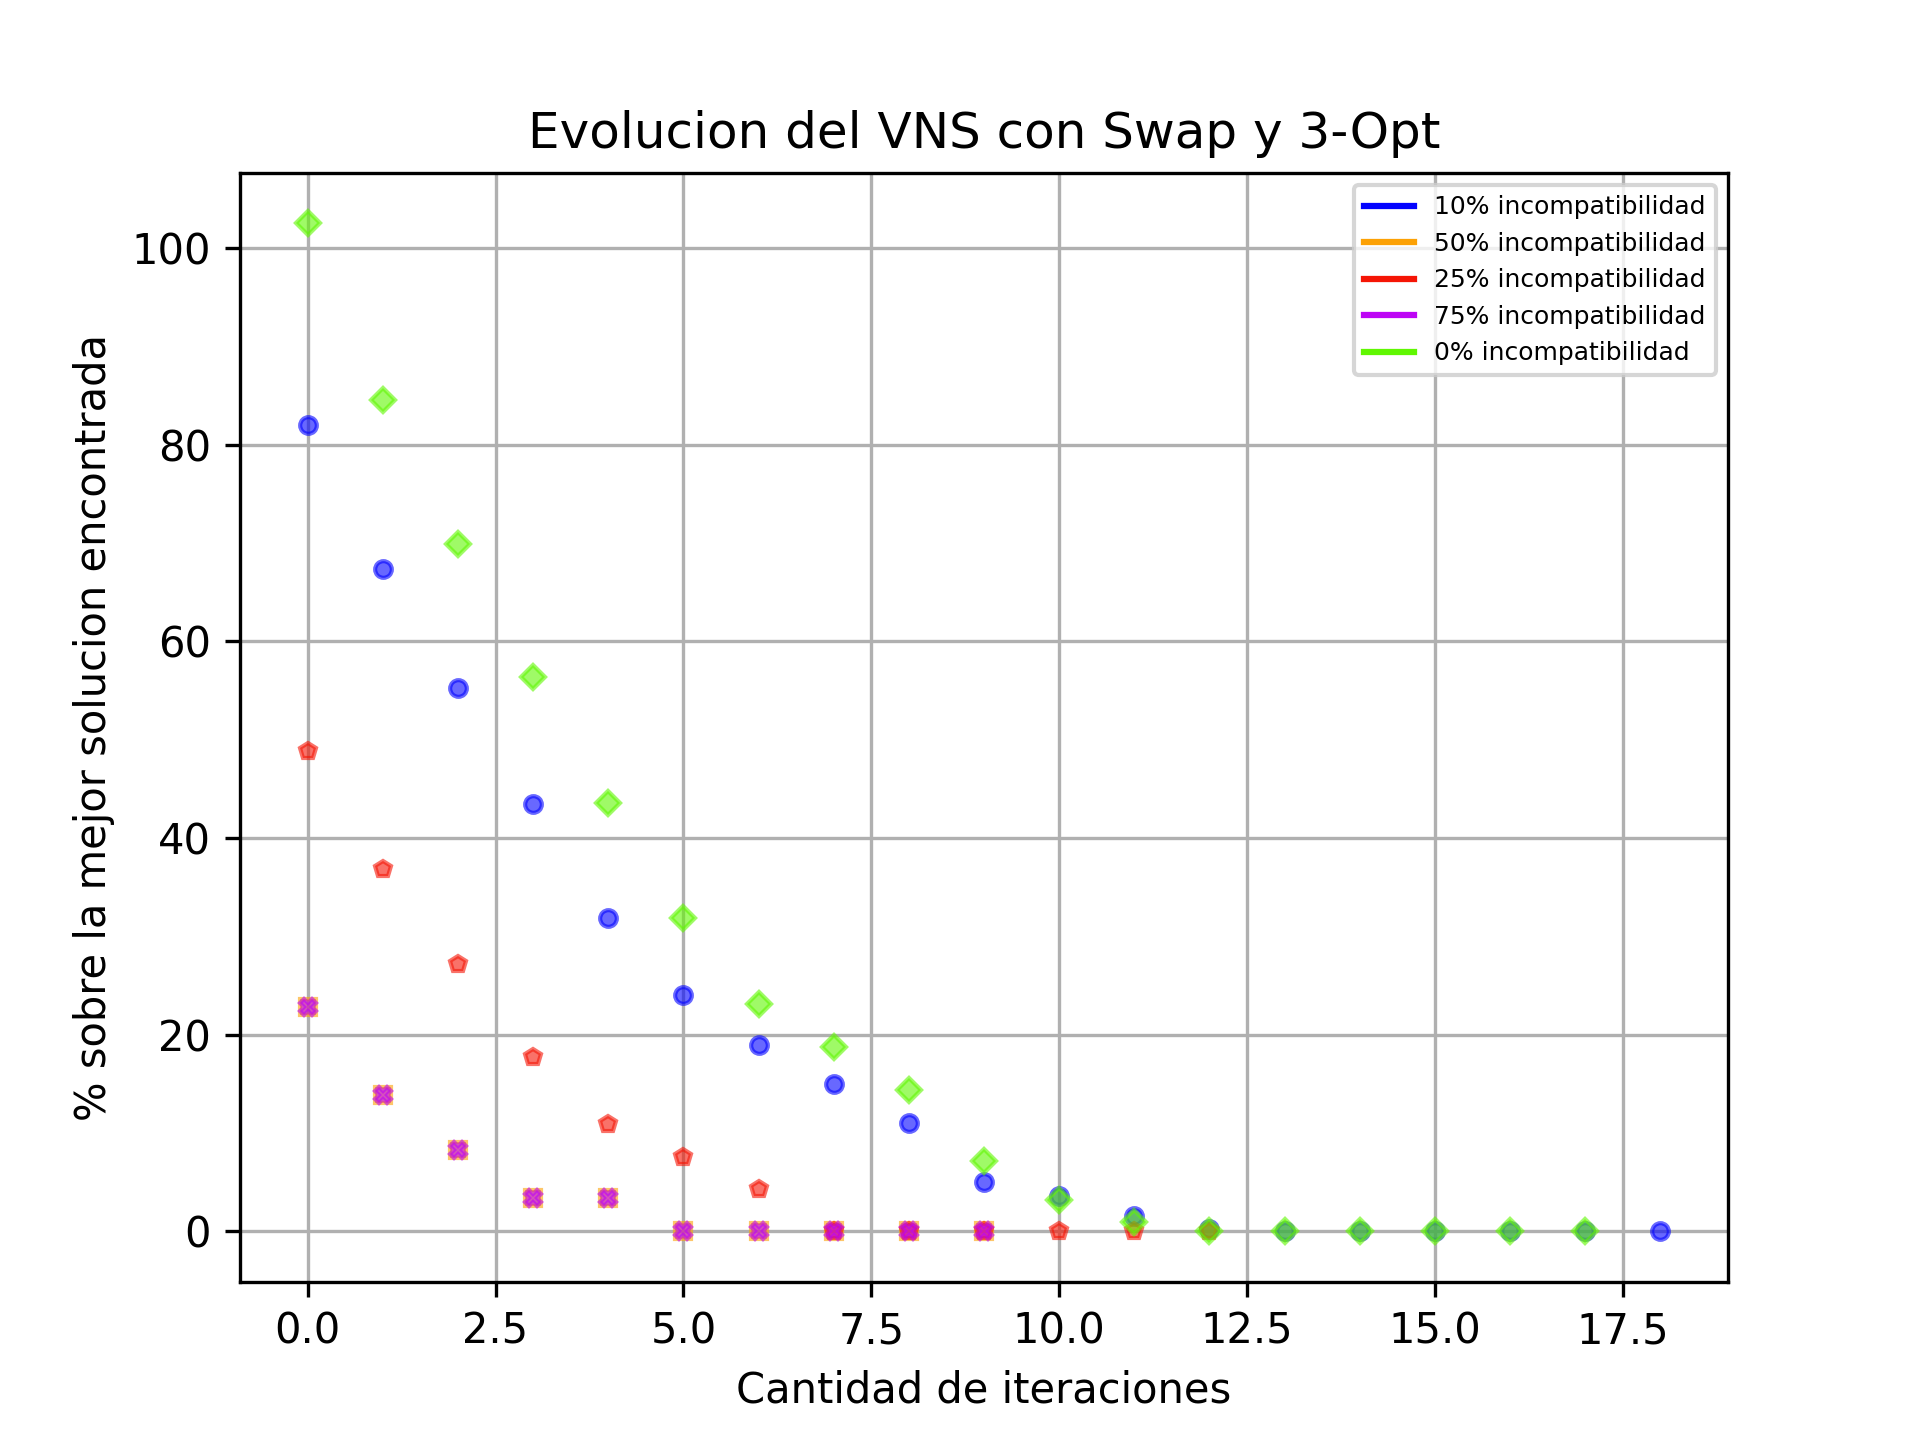 Evolucion del VNS con Swap y 3-Opt
10% incompatibilidad
50% incompatibilidad
25% incompatibilidad
75% incompatibilidad
0% incompatibilidad
% sobre la mejor solucion encontrada
100
80
60
40
20
0
0.0 2.5 5.0 7.5 10.0 12.5 15.0 17.5
Cantidad de iteraciones